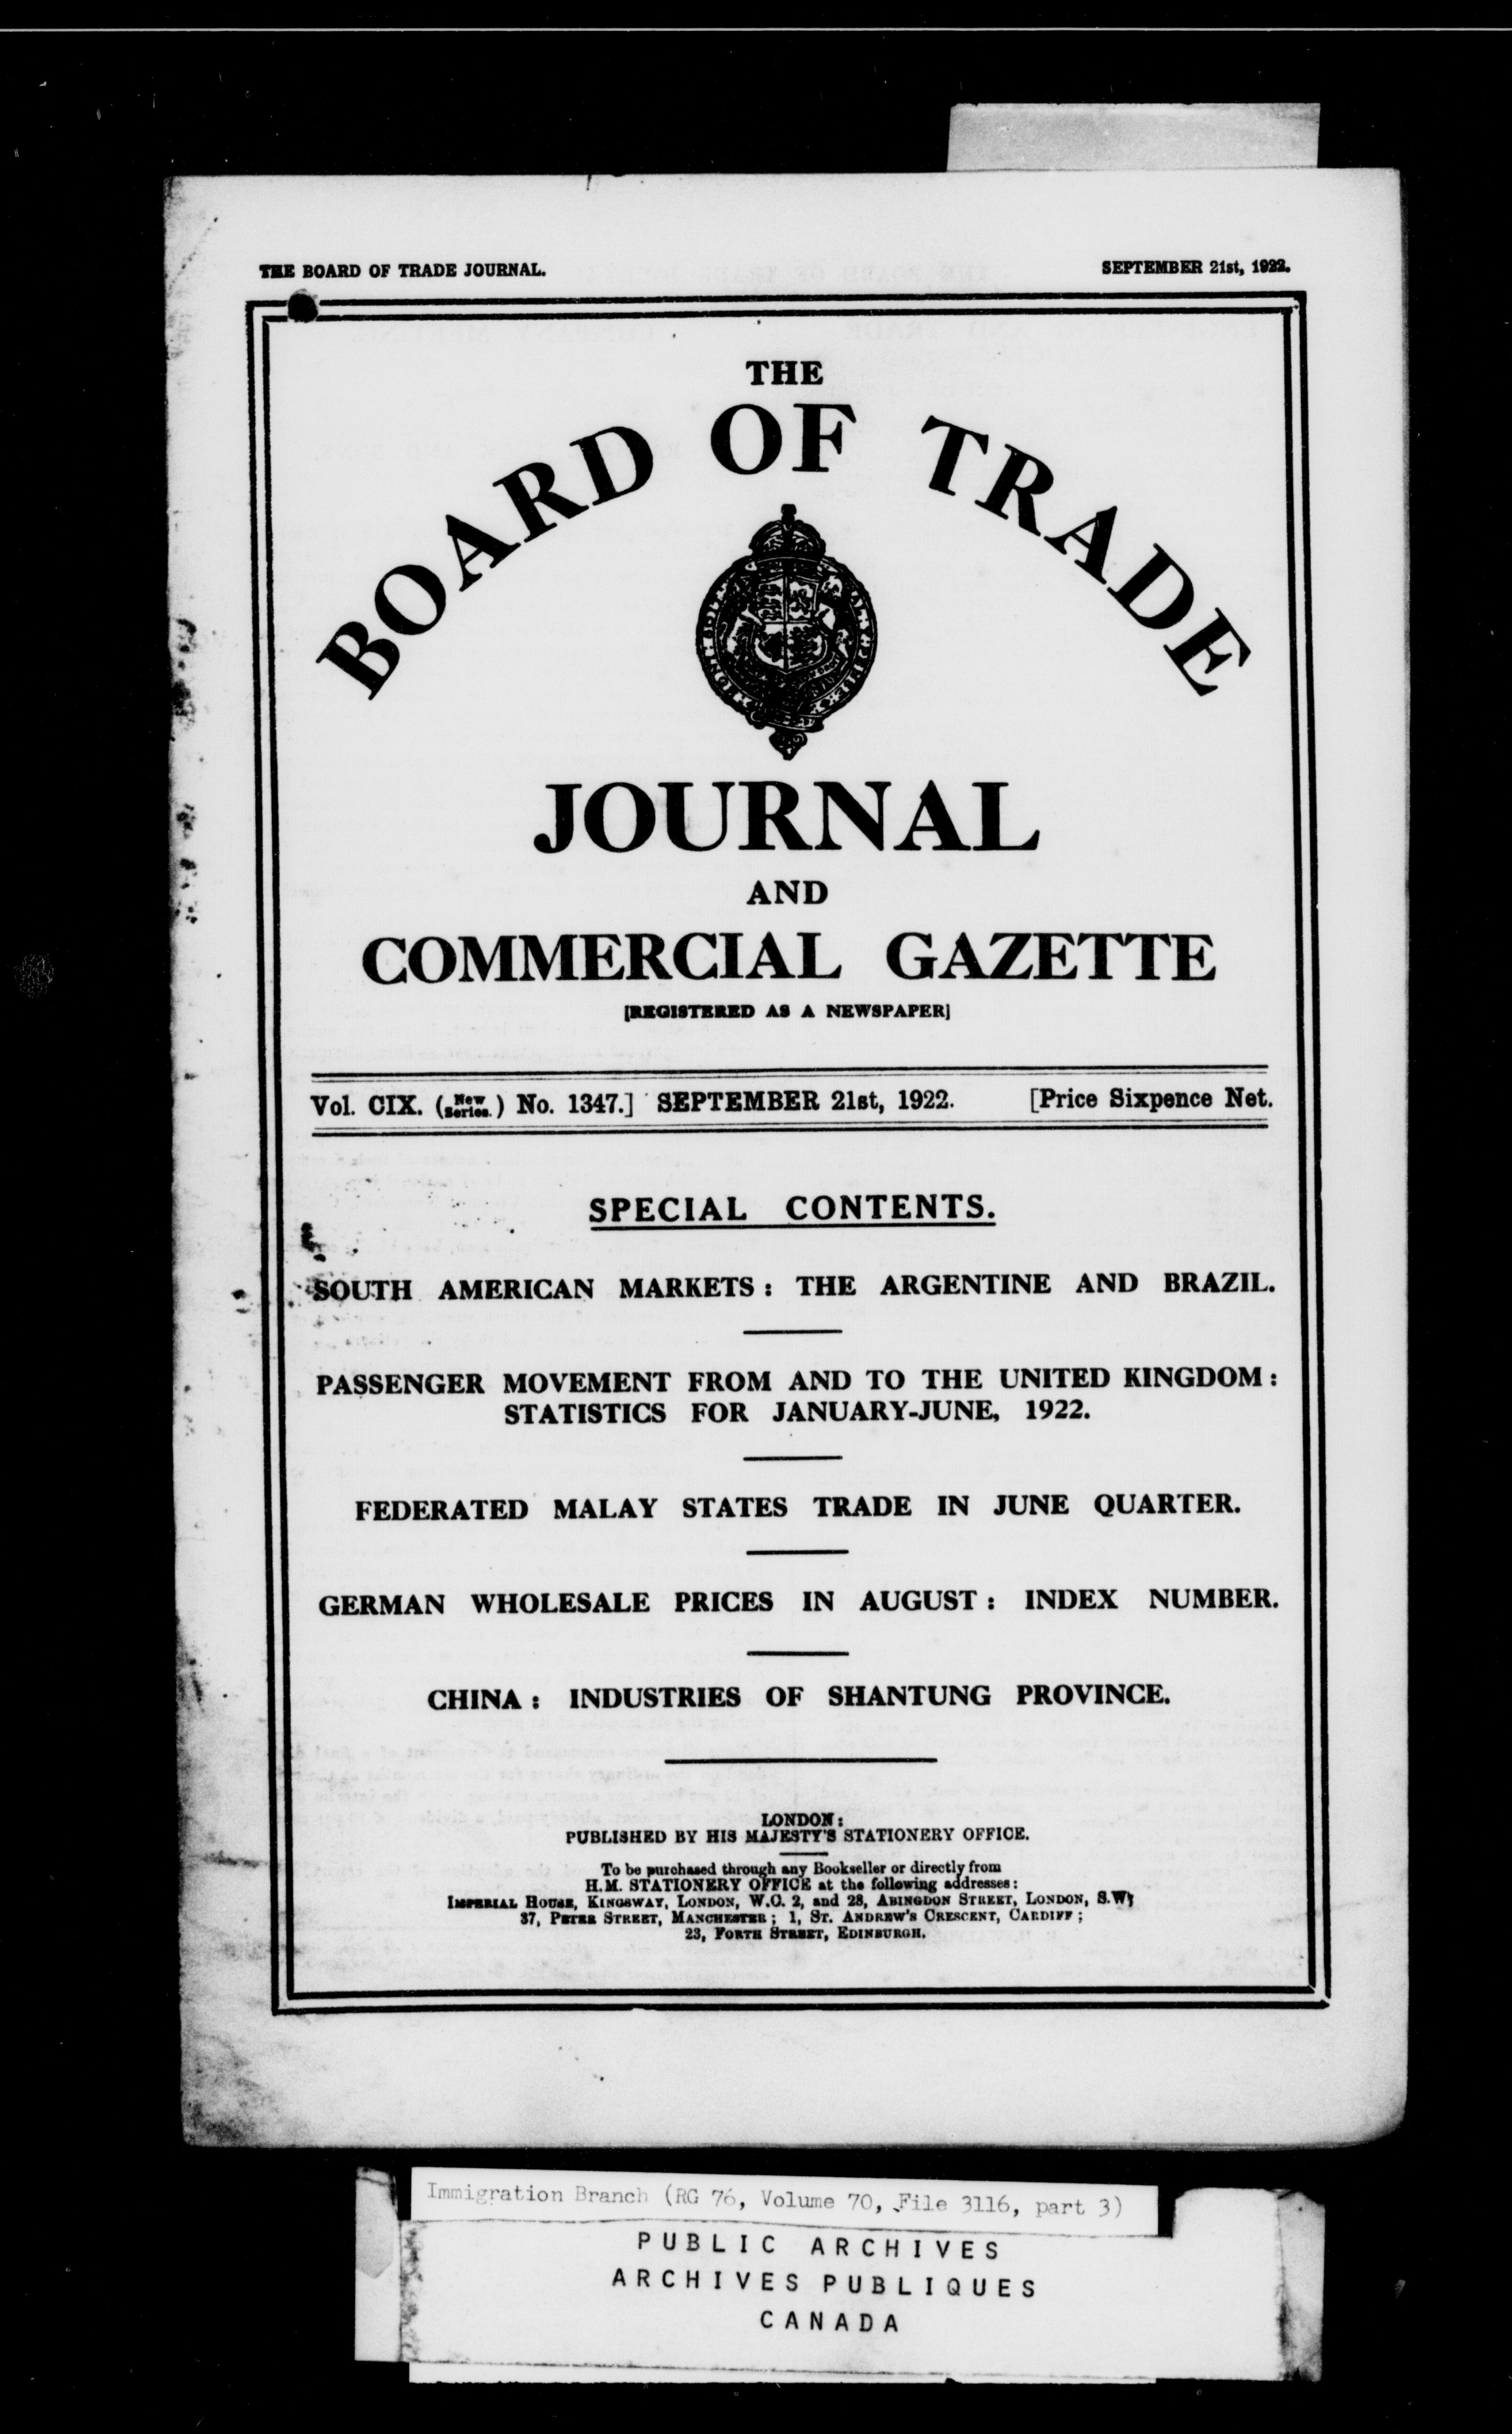 THE BOARD OF TRADE JOURNAL. SEPTEMBER 21st, 1922.
THE
BOARD OF TRADE
JOURNAL
AND
COMMERCIAL GAZETTE
[REGISTERED AS A NEWSPAPER]
Vol. CIX. (New Series.) No. 1347.] SEPTEMBER 21st, 1922. [Price Sixpence Net.
SPECIAL CONTENTS.
SOUTH AMERICAN MARKETS: THE ARGENTINE AND BRAZIL.
PASSENGER MOVEMENT FROM AND TO THE UNITED KINGDOM:
STATISTICS FOR JANUARY-JUNE, 1922.
FEDERATED MALAY STATES TRADE IN JUNE QUARTER.
GERMAN WHOLESALE PRICES IN AUGUST: INDEX NUMBER.
CHINA: INDUSTRIES OF SHANTUNG PROVINCE.
LONDON:
PUBLISHED BY HIS MAJESTY'S STATIONERY OFFICE.
To be purchased through any Bookseller or directly from
H.M. STATIONERY OFFICE at the following addresses:
IMPERIAL HOUSE, KINGSWAY, LONDON, W.C. 2, and 28, ABINGDON STREET, LONDON, S.W.
37, PETER STREET, MANCHESTER; 1, ST. ANDREW'S CRESCENT, CARDIFF;
23, FORTH STREET, EDINBURGH.
Immigration Branch (RG 76, Volume 70, File 3116, part 3)
PUBLIC ARCHIVES
ARCHIVES PUBLIQUES
CANADA